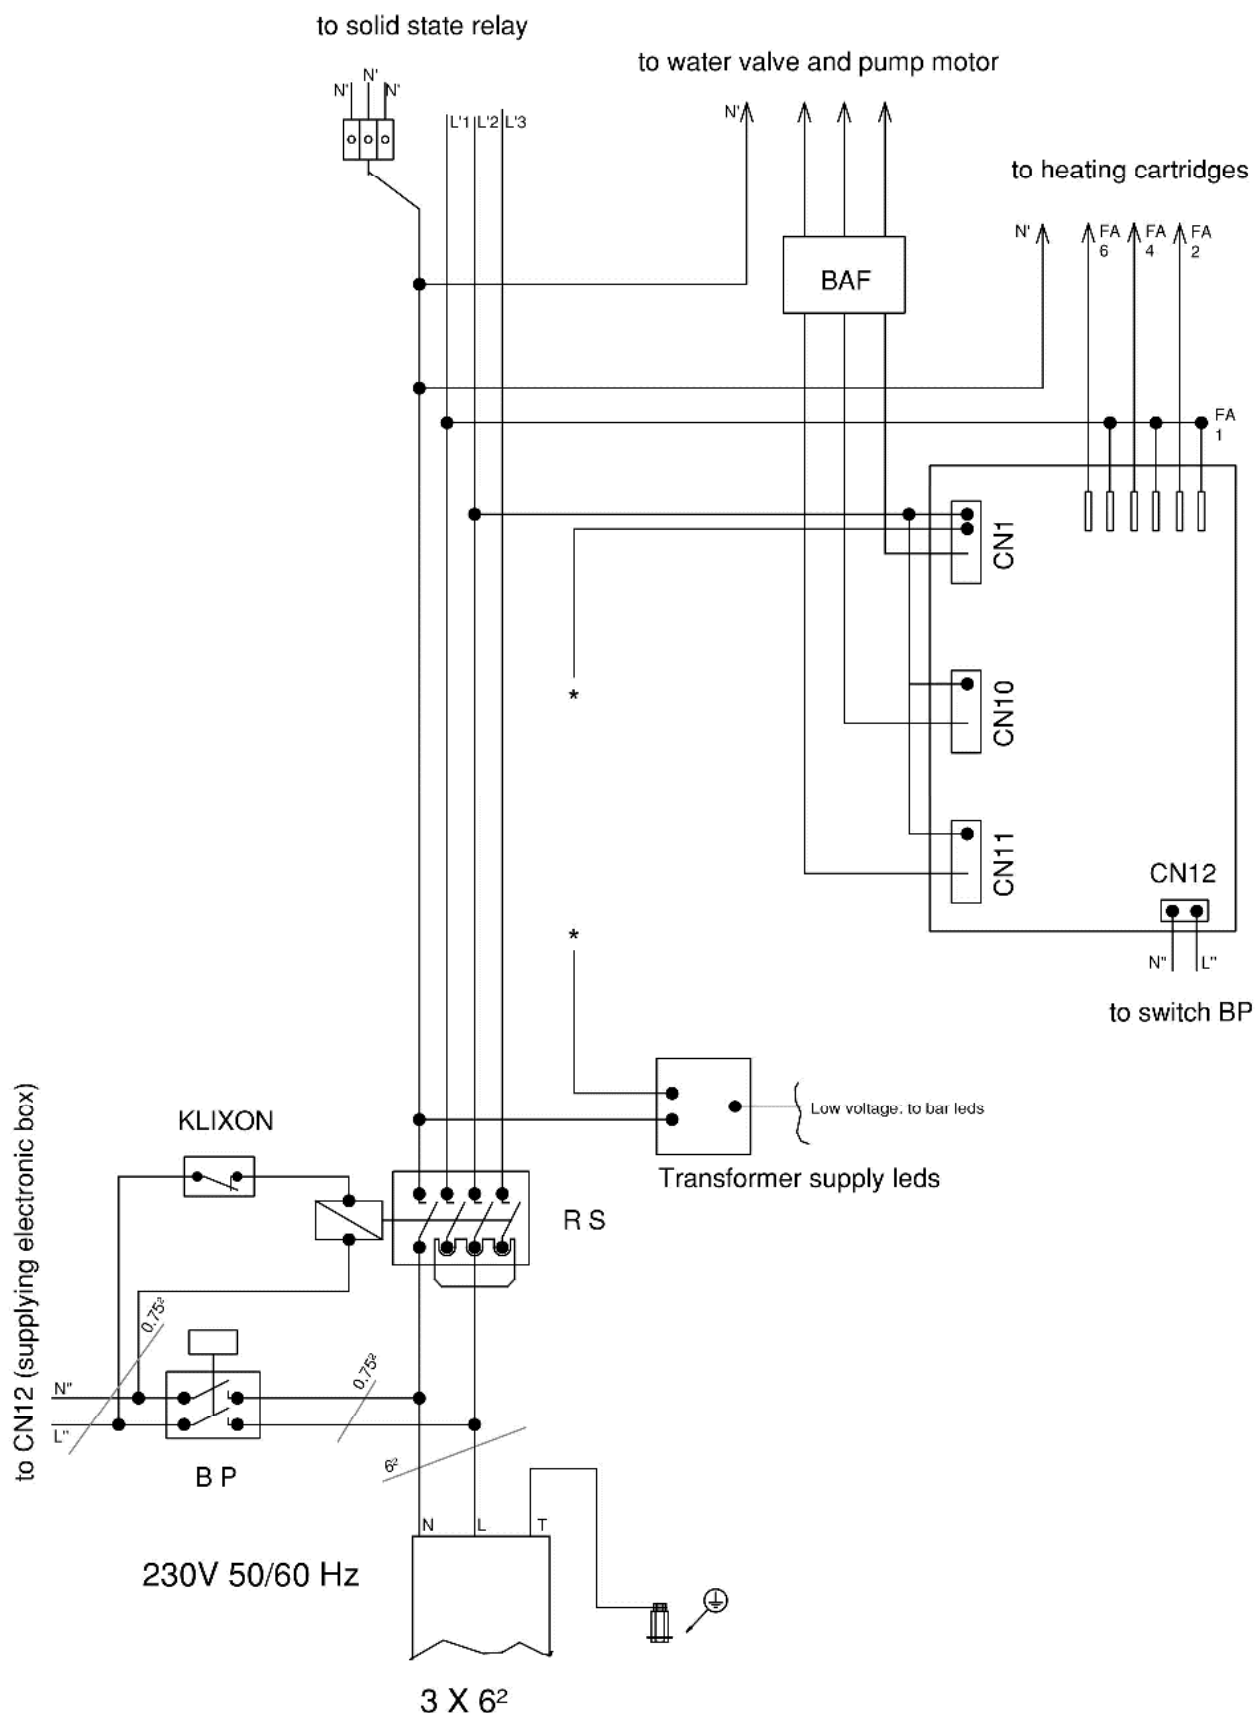 to solid state relay
N' N' N'
L'1 L'2 L'3
to water valve and pump motor
N'
to heating cartridges
N' FA 6 FA 4 FA 2
BAF
FA
1
CN1
*
CN10
CN11
CN12
*
N" L"
to switch BP
Low voltage: to bar leds
Transformer supply leds
KLIXON
R S
to CN12 (supplying electronic box)
0.75²
0.75²
N"
L"
B P
6²
N L T
230V 50/60 Hz
3 X 6²